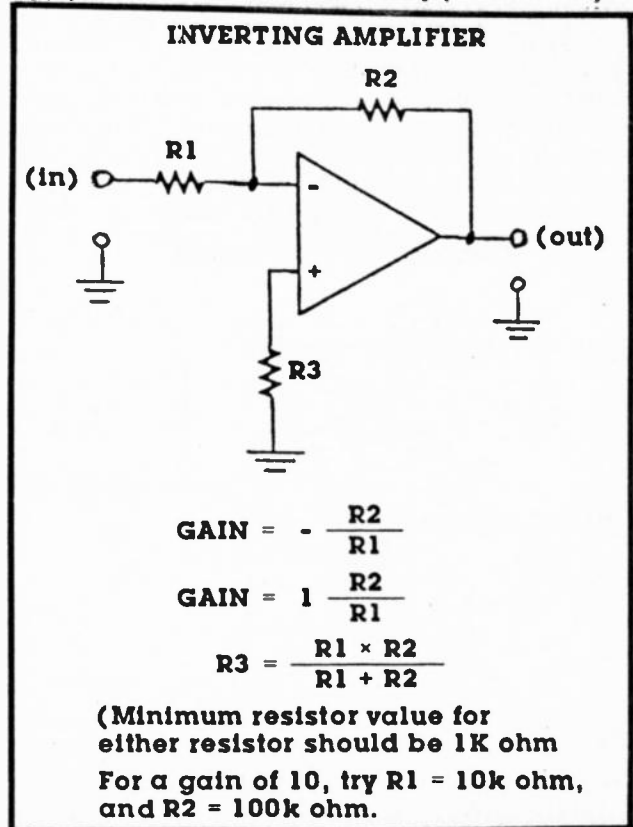 INVERTING AMPLIFIER
R2
R1
(in)
-
(out)
+
R3
GAIN = - R2
R1
GAIN = 1 R2
R1
R3 = R1 × R2
R1 + R2
(Minimum resistor value for
either resistor should be 1K ohm
For a gain of 10, try R1 = 10k ohm,
and R2 = 100k ohm.